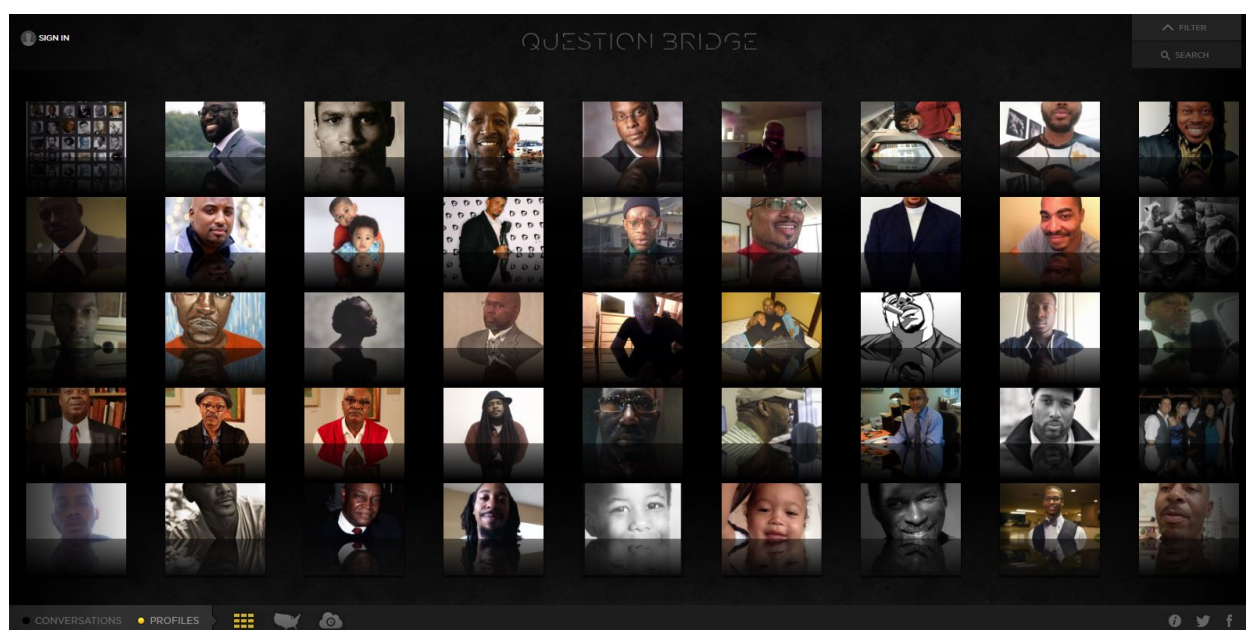 SIGN IN
QUESTION BRIDGE
FILTER
SEARCH
CONVERSATIONS
PROFILES